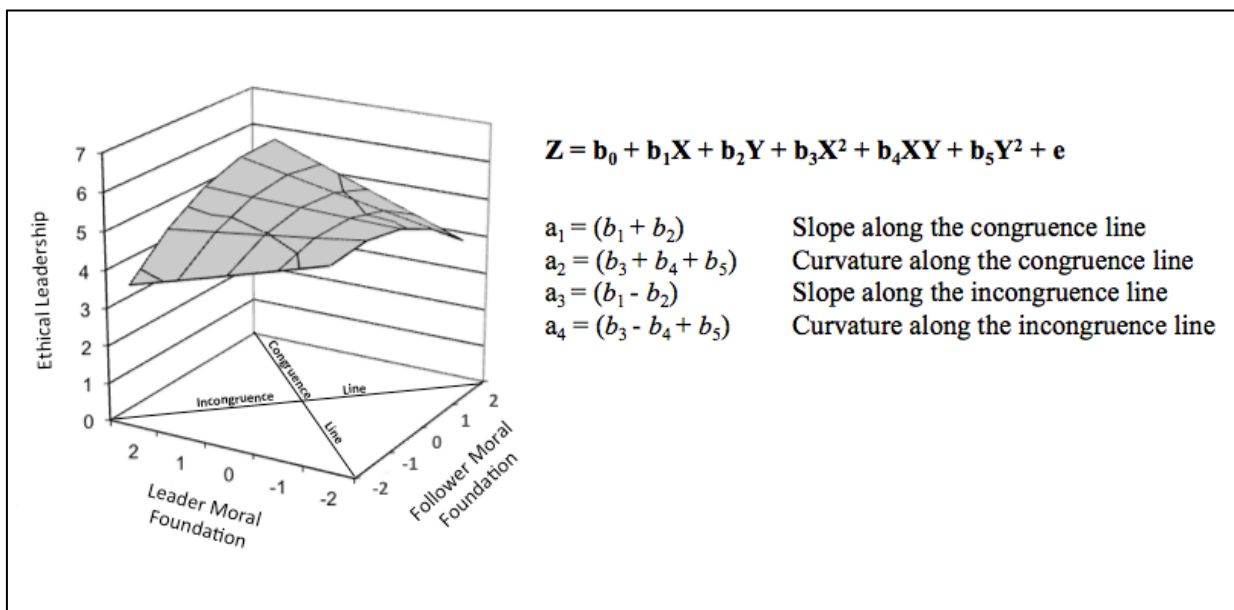 Z = b₀ + b₁X + b₂Y + b₃X² + b₄XY + b₅Y² + e
a₁ = (b₁ + b₂) Slope along the congruence line
a₂ = (b₃ + b₄ + b₅) Curvature along the congruence line
a₃ = (b₁ - b₂) Slope along the incongruence line
a₄ = (b₃ - b₄ + b₅) Curvature along the incongruence line
Ethical Leadership
7
6
5
4
3
2
1
0
Congruence
Line
Incongruence
Line
2
1
0
-1
-2
Leader Moral
Foundation
-2
-1
0
1
2
Follower Moral
Foundation